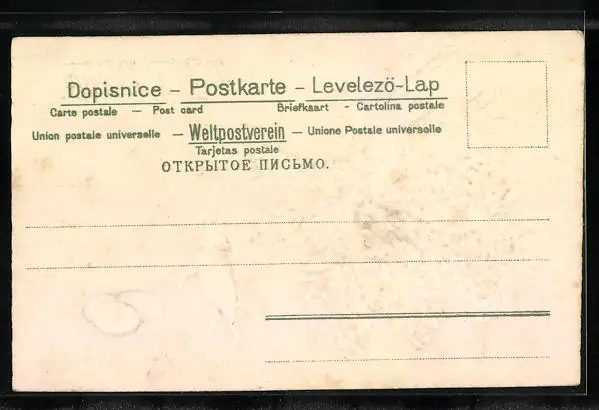 Dopisnice – Postkarte – Levelezö-Lap
Carte postale – Post card Briefkaart - Cartolina postale
Union postale universelle – Weltpostverein – Unione Postale universelle
Tarjetas postale
ОТКРЫТОЕ ПИСЬМО.